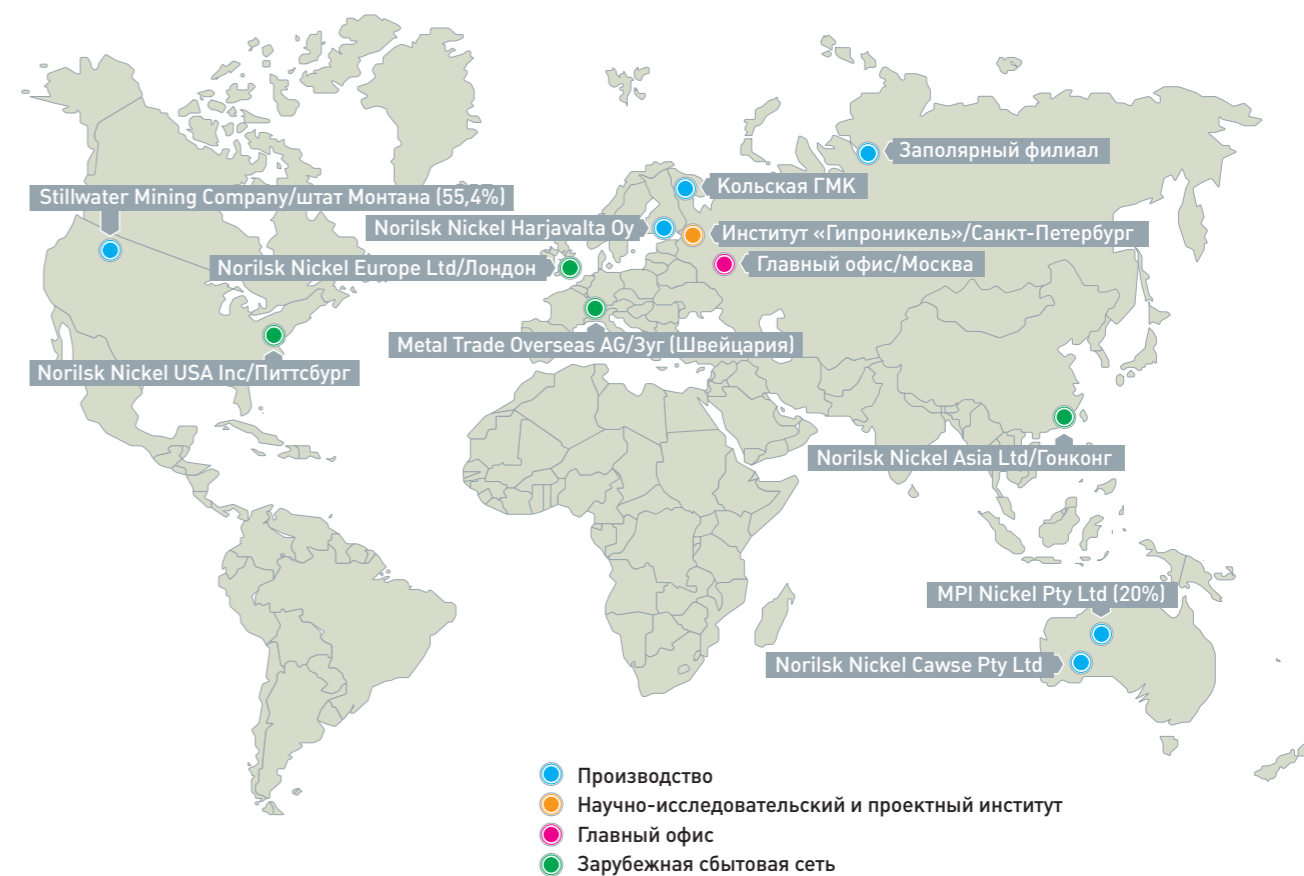 Заполярный филиал
Кольская ГМК
Stillwater Mining Company/штат Монтана (55,4%)
Norilsk Nickel Harjavalta Oy
Институт «Гипроникель»/Санкт-Петербург
Norilsk Nickel Europe Ltd/Лондон
Главный офис/Москва
Metal Trade Overseas AG/Зуг (Швейцария)
Norilsk Nickel USA Inc/Питтсбург
Norilsk Nickel Asia Ltd/Гонконг
MPI Nickel Pty Ltd (20%)
Norilsk Nickel Cawse Pty Ltd
Производство
Научно-исследовательский и проектный институт
Главный офис
Зарубежная сбытовая сеть